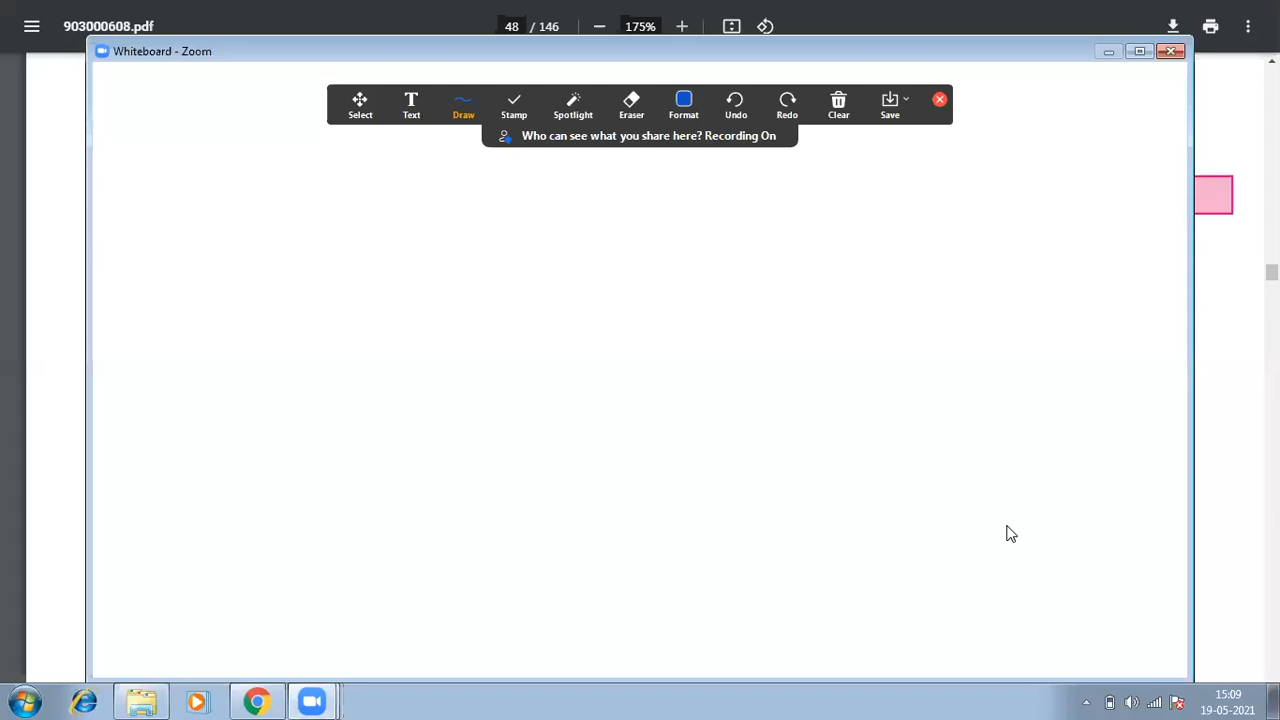 903000608.pdf 48 / 146 175%
Whiteboard - Zoom
Select Text Draw Stamp Spotlight Eraser Format Undo Redo Clear Save
Who can see what you share here? Recording On
15:09
19-05-2021